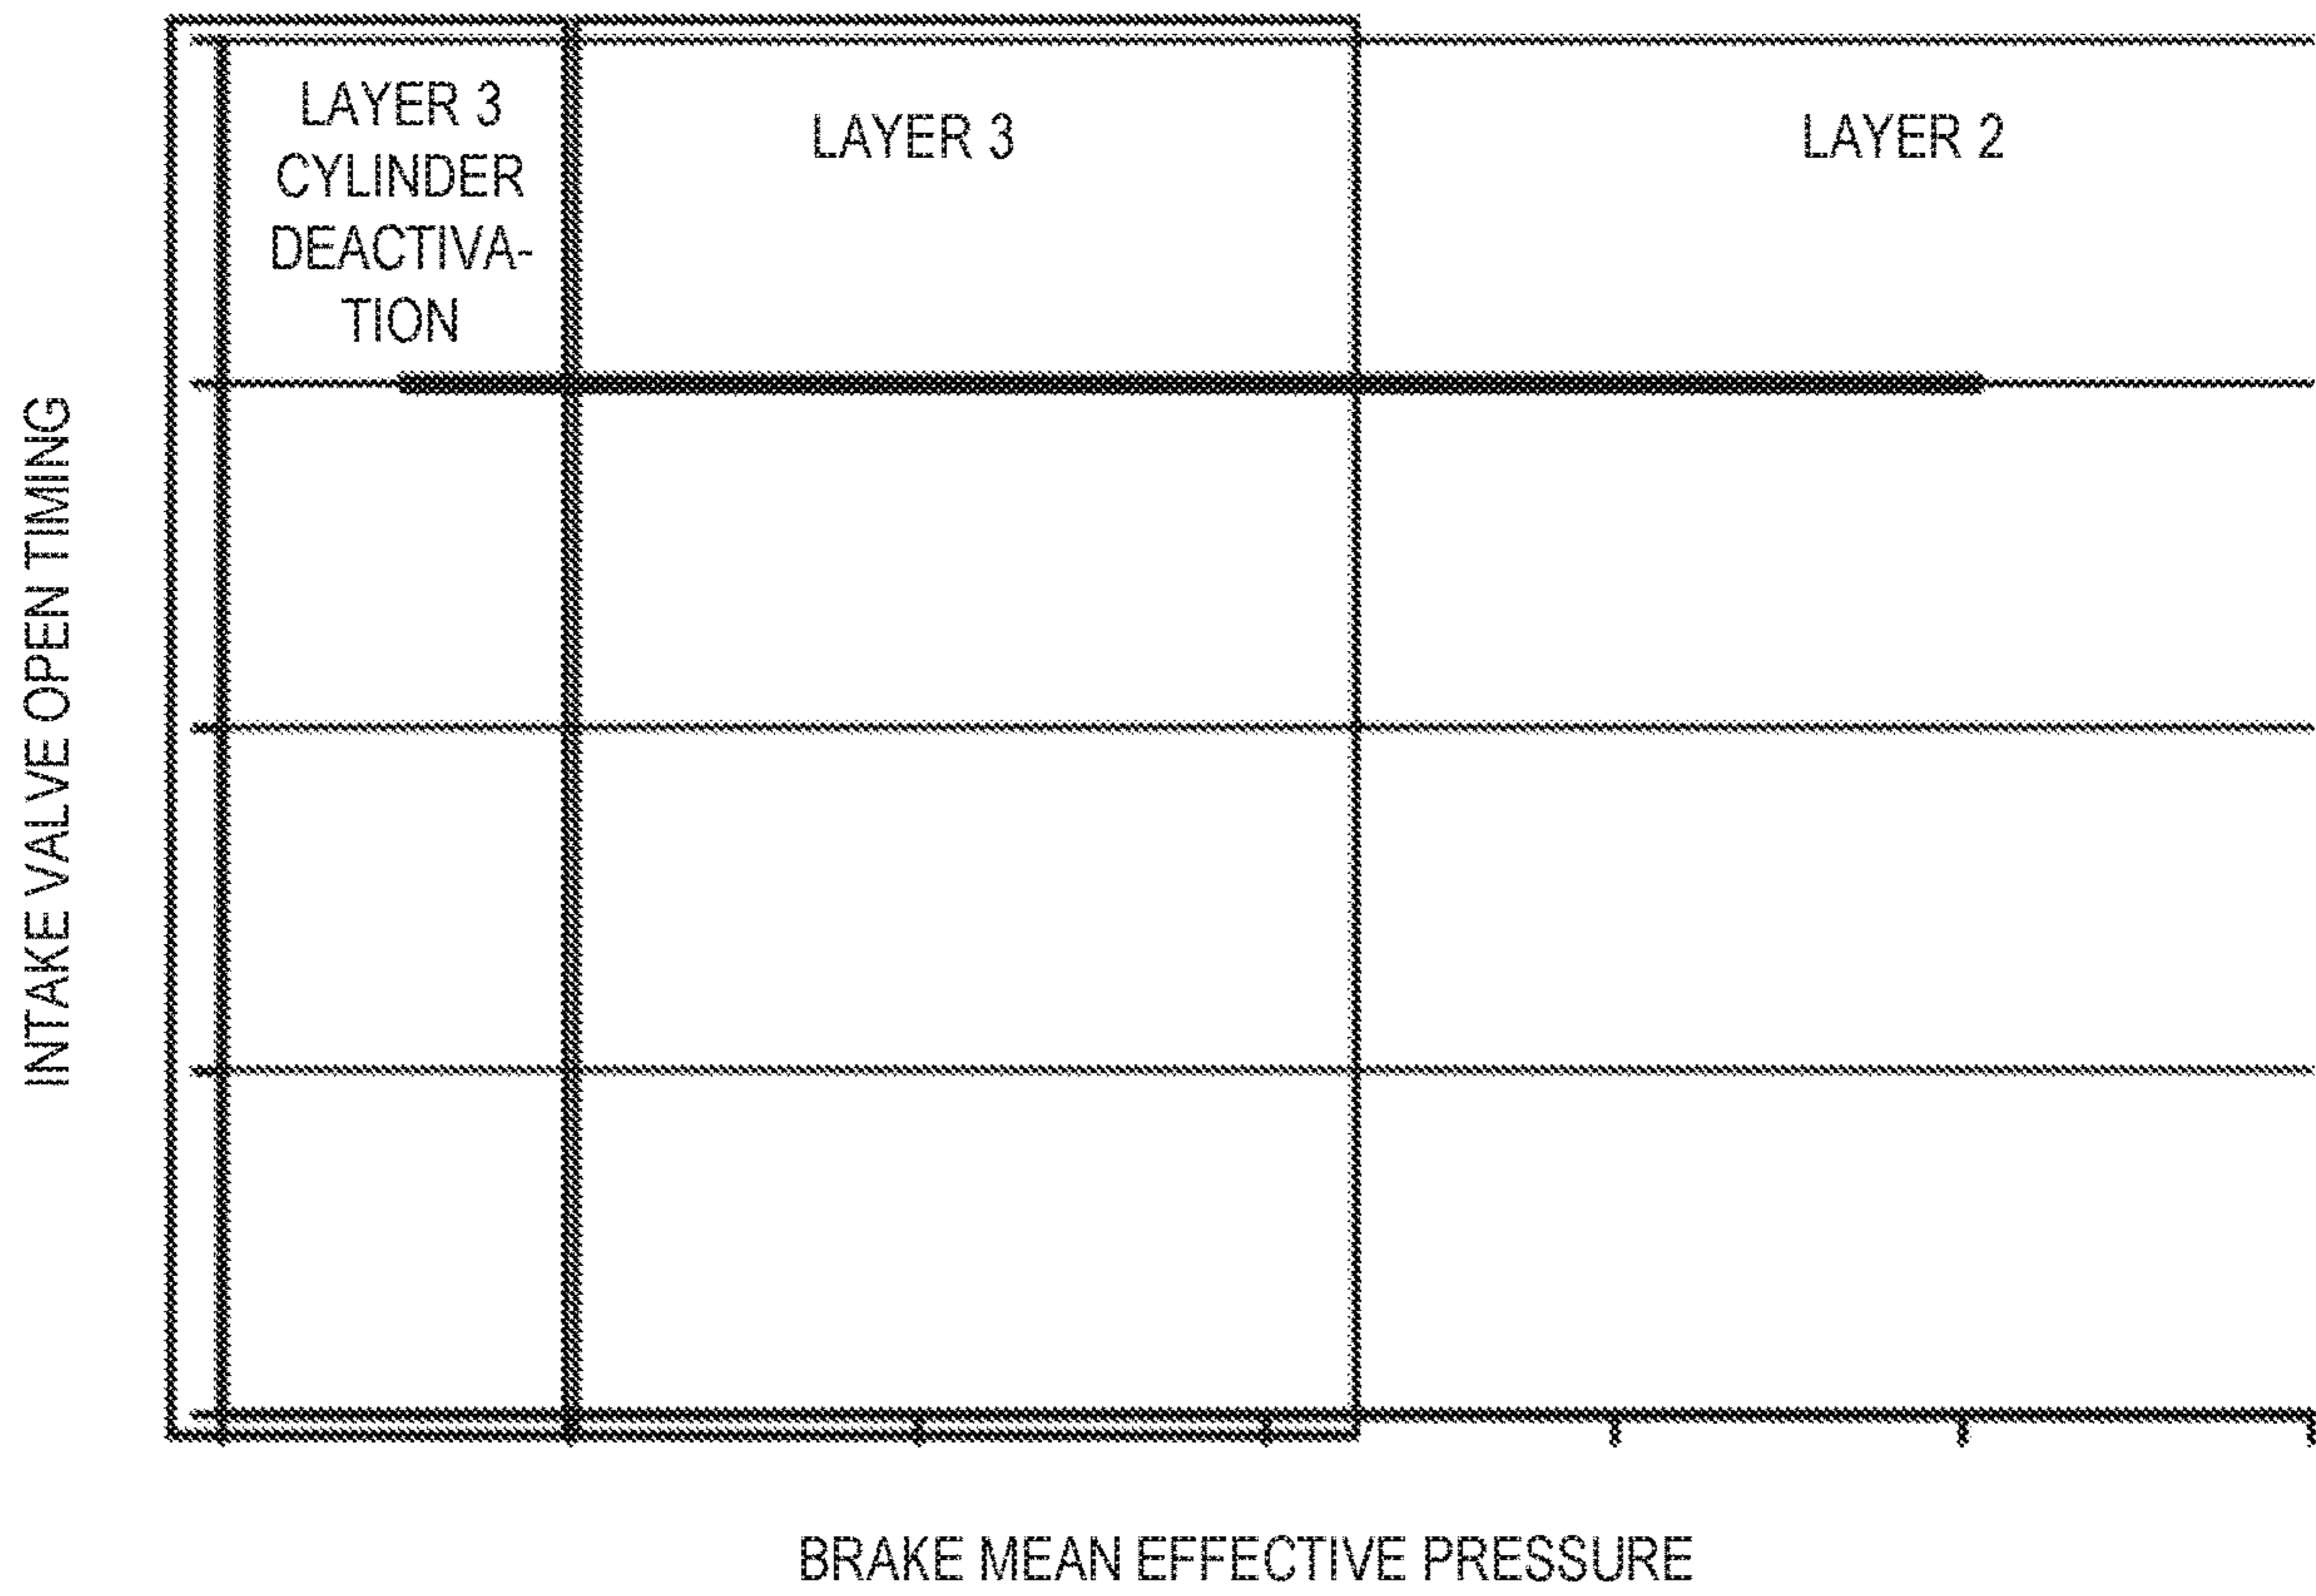 LAYER 3
CYLINDER
DEACTIVA-
TION
LAYER 3
LAYER 2
INTAKE VALVE OPEN TIMING
BRAKE MEAN EFFECTIVE PRESSURE